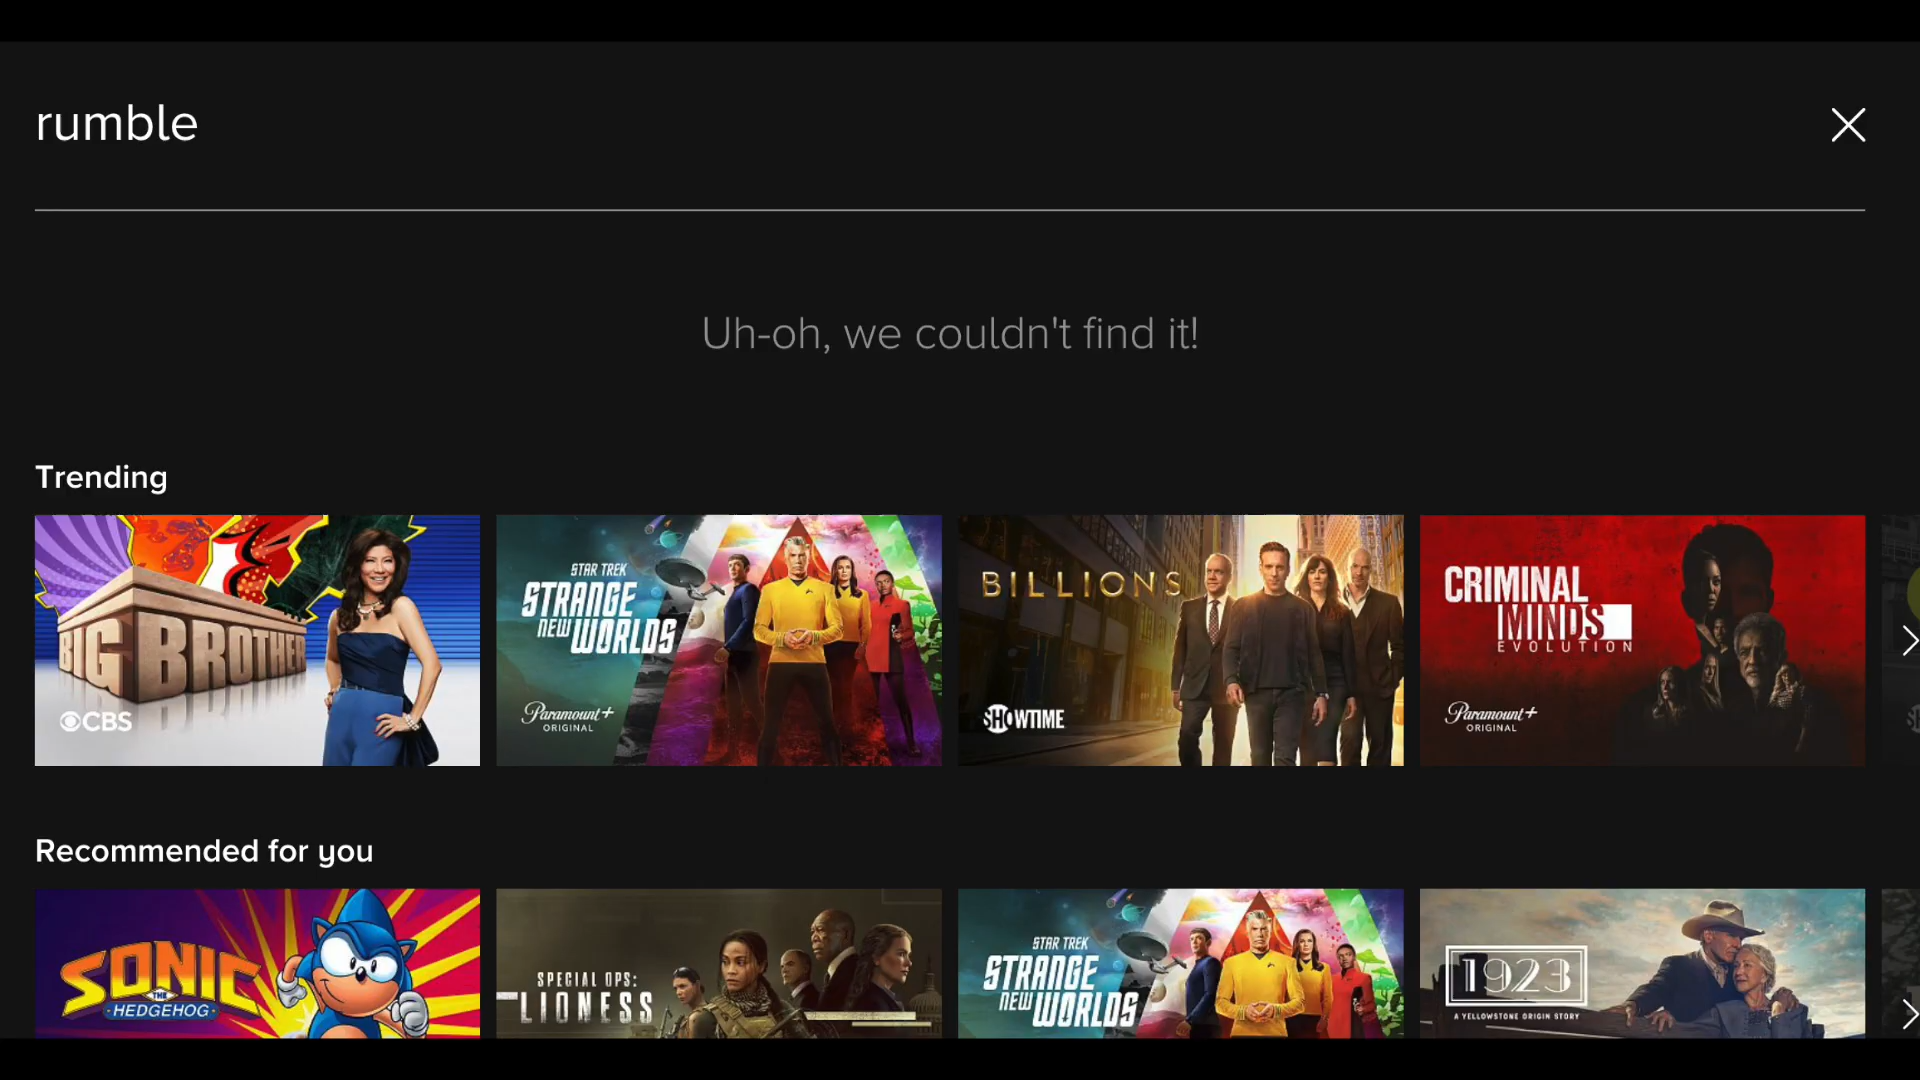 rumble
Uh-oh, we couldn't find it!
Trending
BIG BROTHER
CBS
STAR TREK
STRANGE
NEW WORLDS
Paramount+
ORIGINAL
BILLIONS
SHOWTIME
CRIMINAL
MINDS
EVOLUTION
Paramount+
ORIGINAL
Recommended for you
SONIC
THE
HEDGEHOG
SPECIAL OPS:
LIONESS
STAR TREK
STRANGE
NEW WORLDS
1923
A YELLOWSTONE ORIGIN STORY